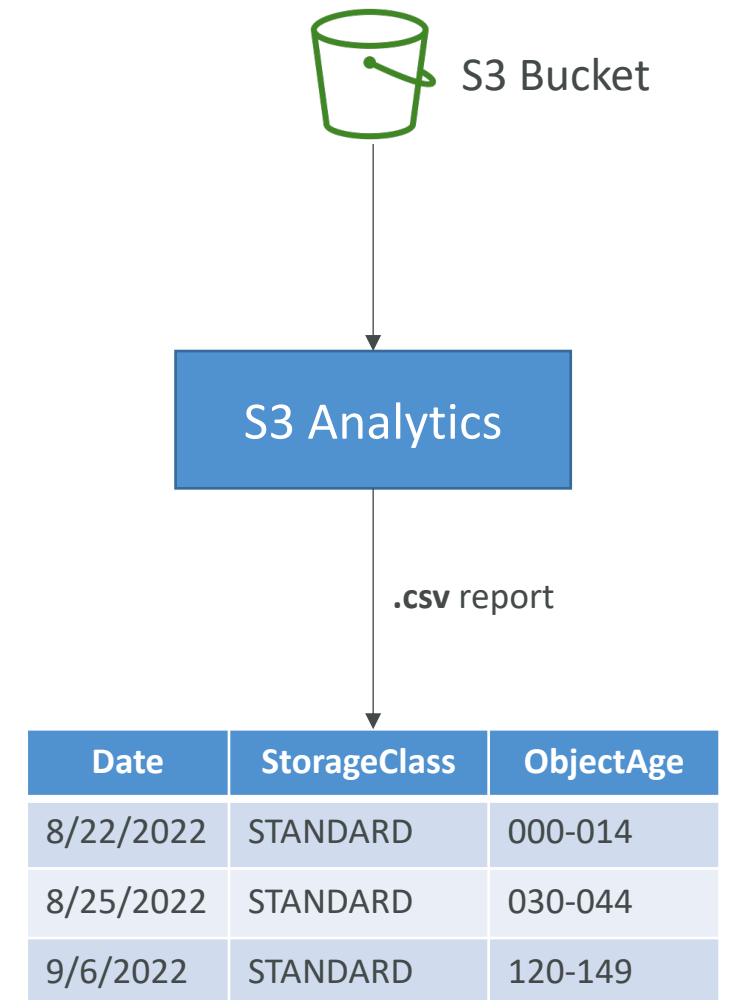 S3 Bucket
S3 Analytics
.csv report
Date StorageClass ObjectAge
8/22/2022 STANDARD 000-014
8/25/2022 STANDARD 030-044
9/6/2022 STANDARD 120-149